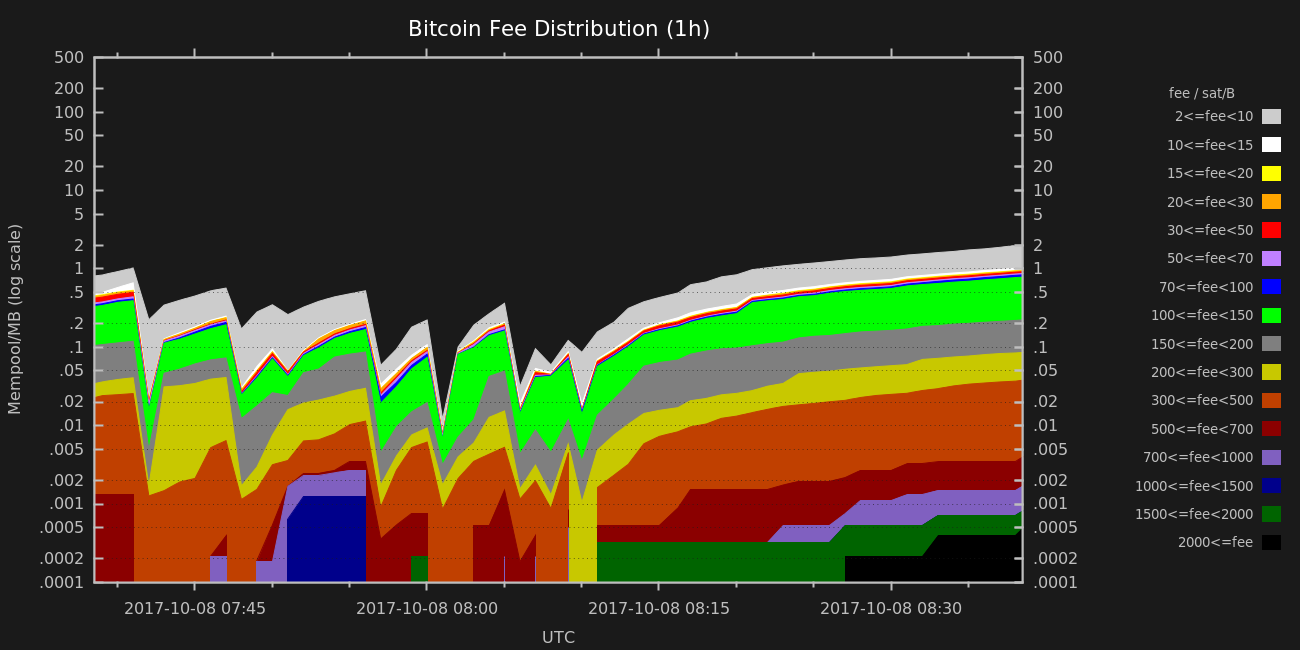 Bitcoin Fee Distribution (1h)
500 500
200 200
100 100
50 50
20 20
10 10
5 5
2 2
1 1
.5 .5
.2 .2
.1 .1
.05 .05
.02 .02
.01 .01
.005 .005
.002 .002
.001 .001
.0005 .0005
.0002 .0002
.0001 .0001
Mempool/MB (log scale)
2017-10-08 07:45 2017-10-08 08:00 2017-10-08 08:15 2017-10-08 08:30
UTC
fee / sat/B
2<=fee<10
10<=fee<15
15<=fee<20
20<=fee<30
30<=fee<50
50<=fee<70
70<=fee<100
100<=fee<150
150<=fee<200
200<=fee<300
300<=fee<500
500<=fee<700
700<=fee<1000
1000<=fee<1500
1500<=fee<2000
2000<=fee